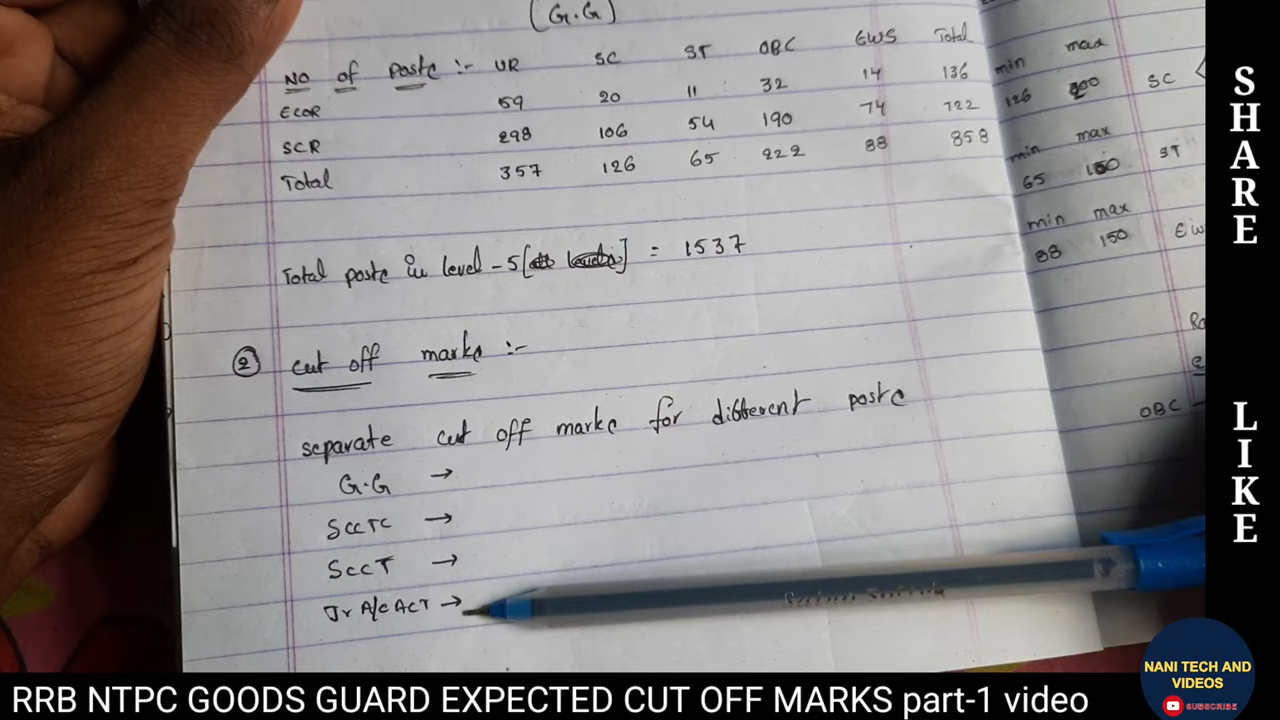 (G.G)
NO of posts :- UR SC ST OBC EWS Total
ECOR 59 20 11 32 14 136
SCR 298 106 54 190 74 722
Total 357 126 65 222 88 858
Total posts in level - 5 [ ] = 1537
② cut off marks :-
separate cut off marks for different posts
G.G →
SCCTC →
SCCT →
Jr A/C ACT →
min max
126 200 SC
min max
65 150 ST
min max
88 150
OBC
SHARE
LIKE
NANI TECH AND
VIDEOS
SUBSCRIBE
RRB NTPC GOODS GUARD EXPECTED CUT OFF MARKS part-1 video